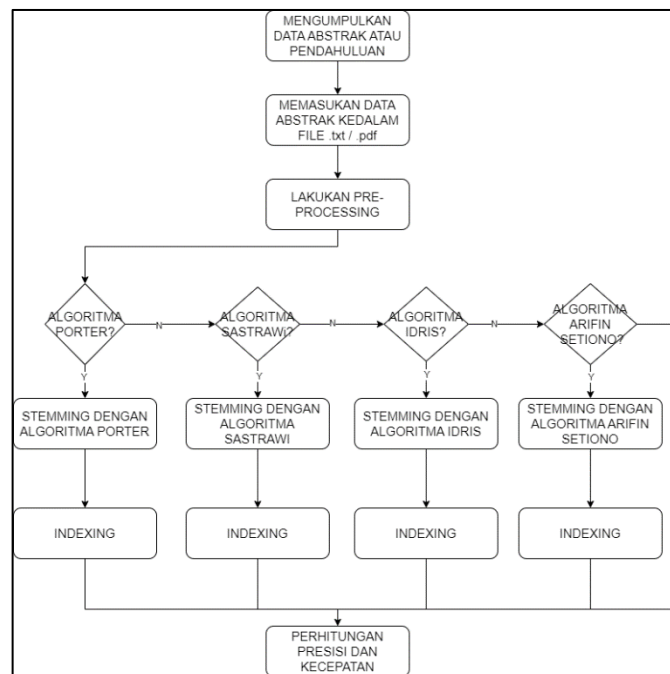 MENGUMPULKAN
DATA ABSTRAK ATAU
PENDAHULUAN
MEMASUKAN DATA
ABSTRAK KEDALAM
FILE .txt / .pdf
LAKUKAN PRE-
PROCESSING
ALGORITMA
PORTER?
N
ALGORITMA
SASTRAWI?
N
ALGORITMA
IDRIS?
N
ALGORITMA
ARIFIN
SETIONO?
Y
Y
Y
Y
STEMMING DENGAN
ALGORITMA PORTER
STEMMING DENGAN
ALGORITMA
SASTRAWI
STEMMING DENGAN
ALGORITMA IDRIS
STEMMING DENGAN
ALGORITMA ARIFIN
SETIONO
INDEXING
INDEXING
INDEXING
INDEXING
PERHITUNGAN
PRESISI DAN
KECEPATAN